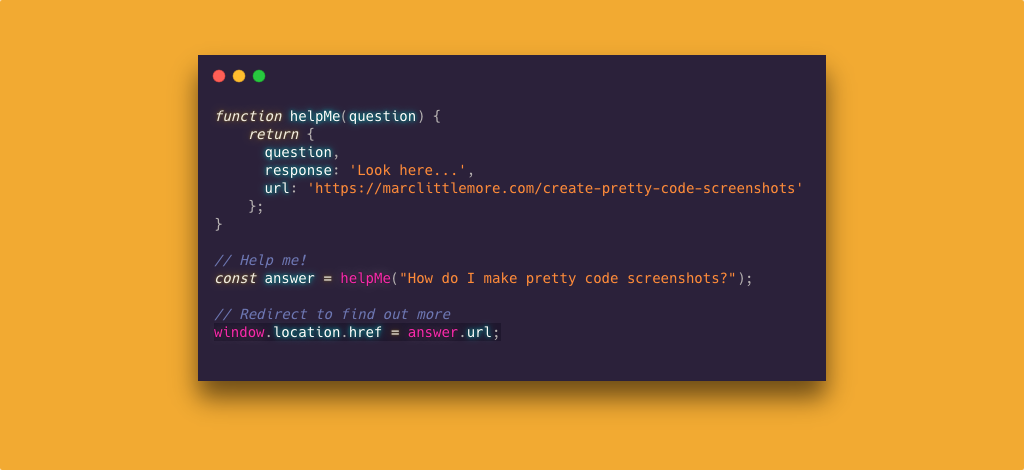 function helpMe(question) {
    return {
      question,
      response: 'Look here...',
      url: 'https://marclittlemore.com/create-pretty-code-screenshots'
    };
}

// Help me!
const answer = helpMe("How do I make pretty code screenshots?");

// Redirect to find out more
window.location.href = answer.url;